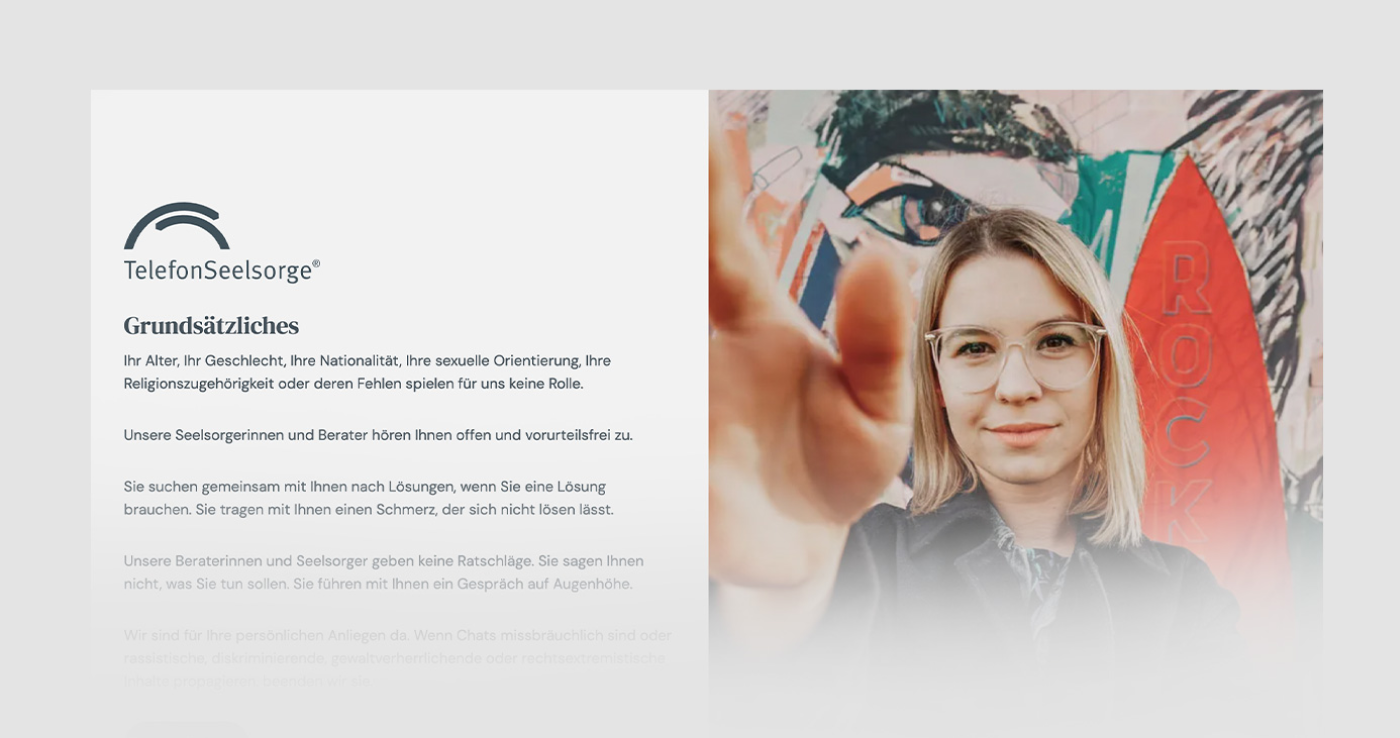 TelefonSeelsorge®
Grundsätzliches
Ihr Alter, Ihr Geschlecht, Ihre Nationalität, Ihre sexuelle Orientierung, Ihre
Religionszugehörigkeit oder deren Fehlen spielen für uns keine Rolle.
Unsere Seelsorgerinnen und Berater hören Ihnen offen und vorurteilsfrei zu.
Sie suchen gemeinsam mit Ihnen nach Lösungen, wenn Sie eine Lösung
brauchen. Sie tragen mit Ihnen einen Schmerz, der sich nicht lösen lässt.
Unsere Beraterinnen und Seelsorger geben keine Ratschläge. Sie sagen Ihnen
nicht, was Sie tun sollen. Sie führen mit Ihnen ein Gespräch auf Augenhöhe.
Wir sind für Ihre persönlichen Anliegen da. Wenn Chats missbräuchlich sind oder
rassistische, diskriminierende, gewaltverherrlichende oder rechtsextremistische
Inhalte propagieren, beenden wir sie.
ROCK